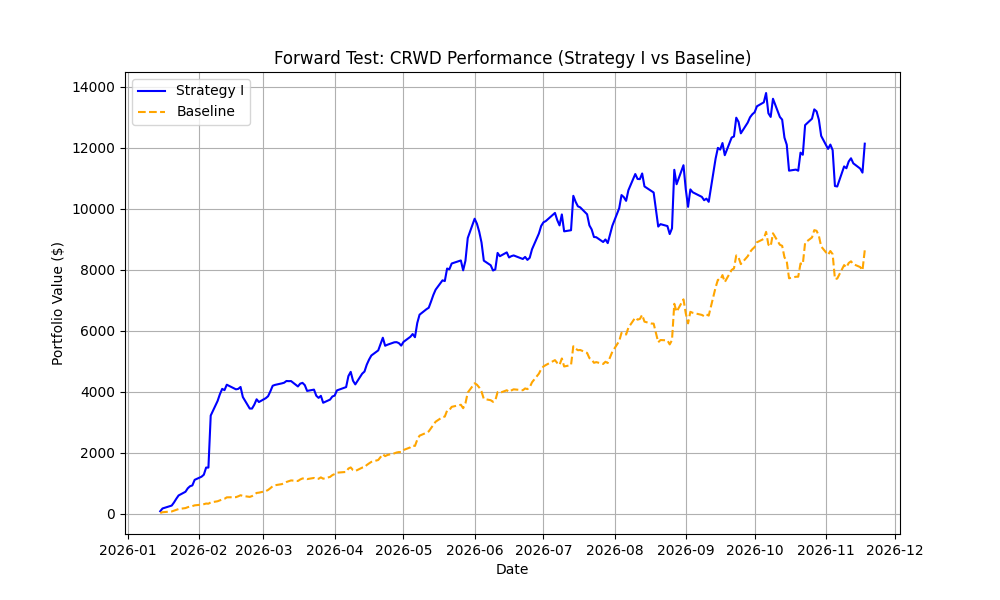 Forward Test: CRWD Performance (Strategy I vs Baseline)
Strategy I
Baseline
Portfolio Value ($)
14000
12000
10000
8000
6000
4000
2000
0
2026-01 2026-02 2026-03 2026-04 2026-05 2026-06 2026-07 2026-08 2026-09 2026-10 2026-11 2026-12
Date